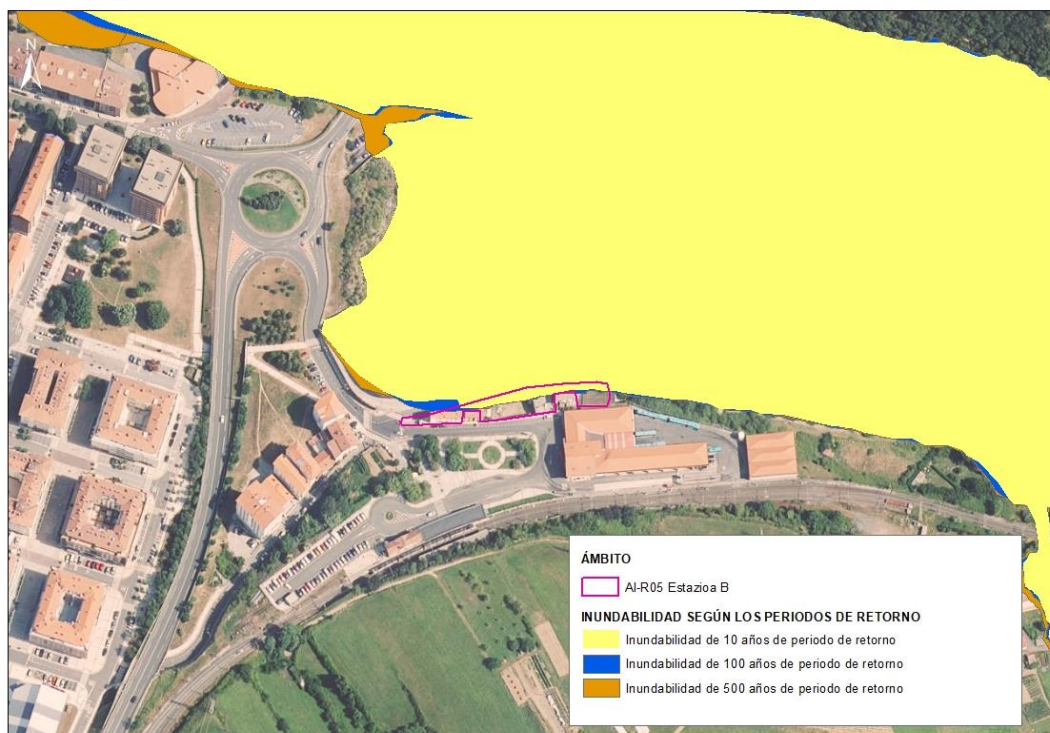 N
ÁMBITO
AI-R05 Estazioa B
INUNDABILIDAD SEGÚN LOS PERIODOS DE RETORNO
Inundabilidad de 10 años de periodo de retorno
Inundabilidad de 100 años de periodo de retorno
Inundabilidad de 500 años de periodo de retorno